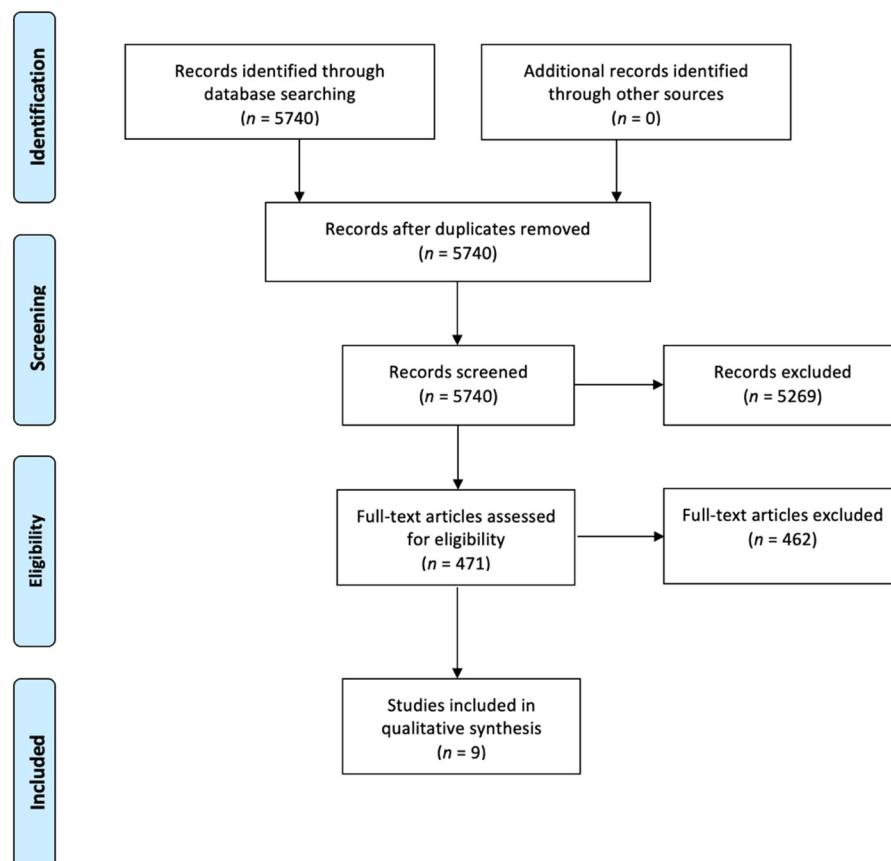 Identification
Records identified through
database searching
(n = 5740)
Additional records identified
through other sources
(n = 0)
Records after duplicates removed
(n = 5740)
Screening
Records screened
(n = 5740)
Records excluded
(n = 5269)
Eligibility
Full-text articles assessed
for eligibility
(n = 471)
Full-text articles excluded
(n = 462)
Included
Studies included in
qualitative synthesis
(n = 9)